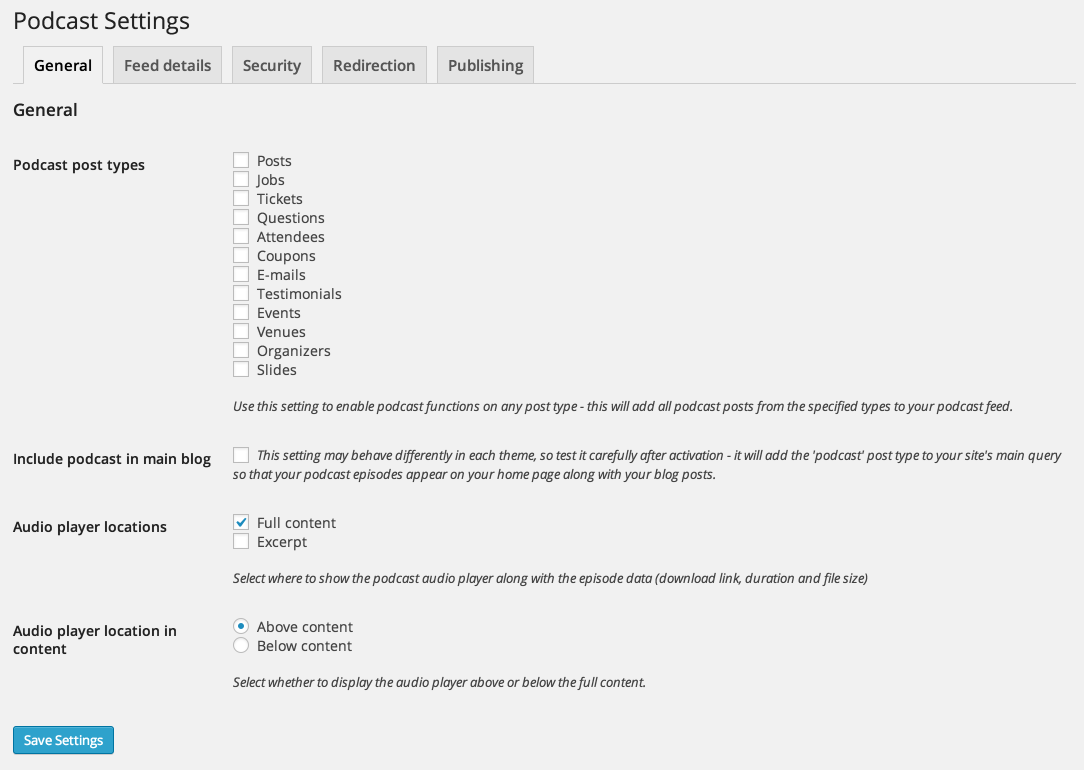 Podcast Settings
General
Feed details
Security
Redirection
Publishing
General
Podcast post types
Posts
Jobs
Tickets
Questions
Attendees
Coupons
E-mails
Testimonials
Events
Venues
Organizers
Slides
Use this setting to enable podcast functions on any post type - this will add all podcast posts from the specified types to your podcast feed.
Include podcast in main blog
This setting may behave differently in each theme, so test it carefully after activation - it will add the 'podcast' post type to your site's main query
so that your podcast episodes appear on your home page along with your blog posts.
Audio player locations
Full content
Excerpt
Select where to show the podcast audio player along with the episode data (download link, duration and file size)
Audio player location in
content
Above content
Below content
Select whether to display the audio player above or below the full content.
Save Settings